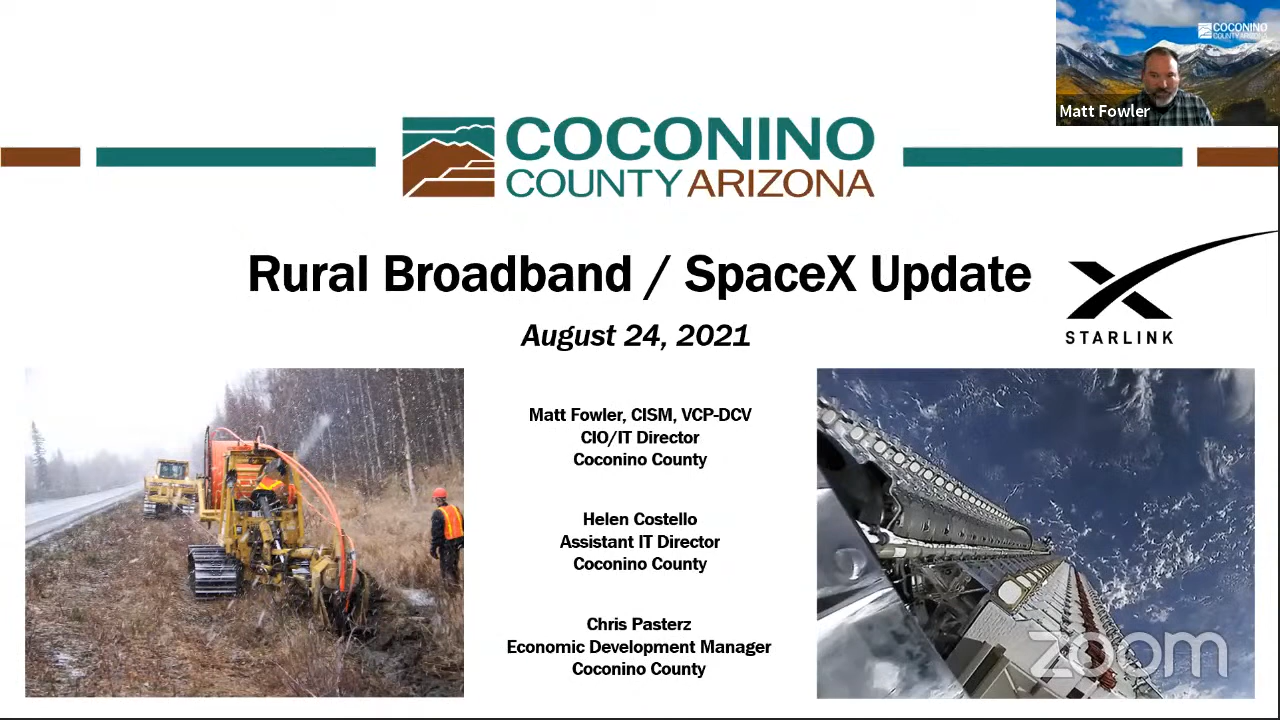 COCONINO
COUNTY ARIZONA
Matt Fowler
COCONINO
COUNTY ARIZONA
Rural Broadband / SpaceX Update
August 24, 2021
STARLINK
Matt Fowler, CISM, VCP-DCV
CIO/IT Director
Coconino County
Helen Costello
Assistant IT Director
Coconino County
Chris Pasterz
Economic Development Manager
Coconino County
zoom